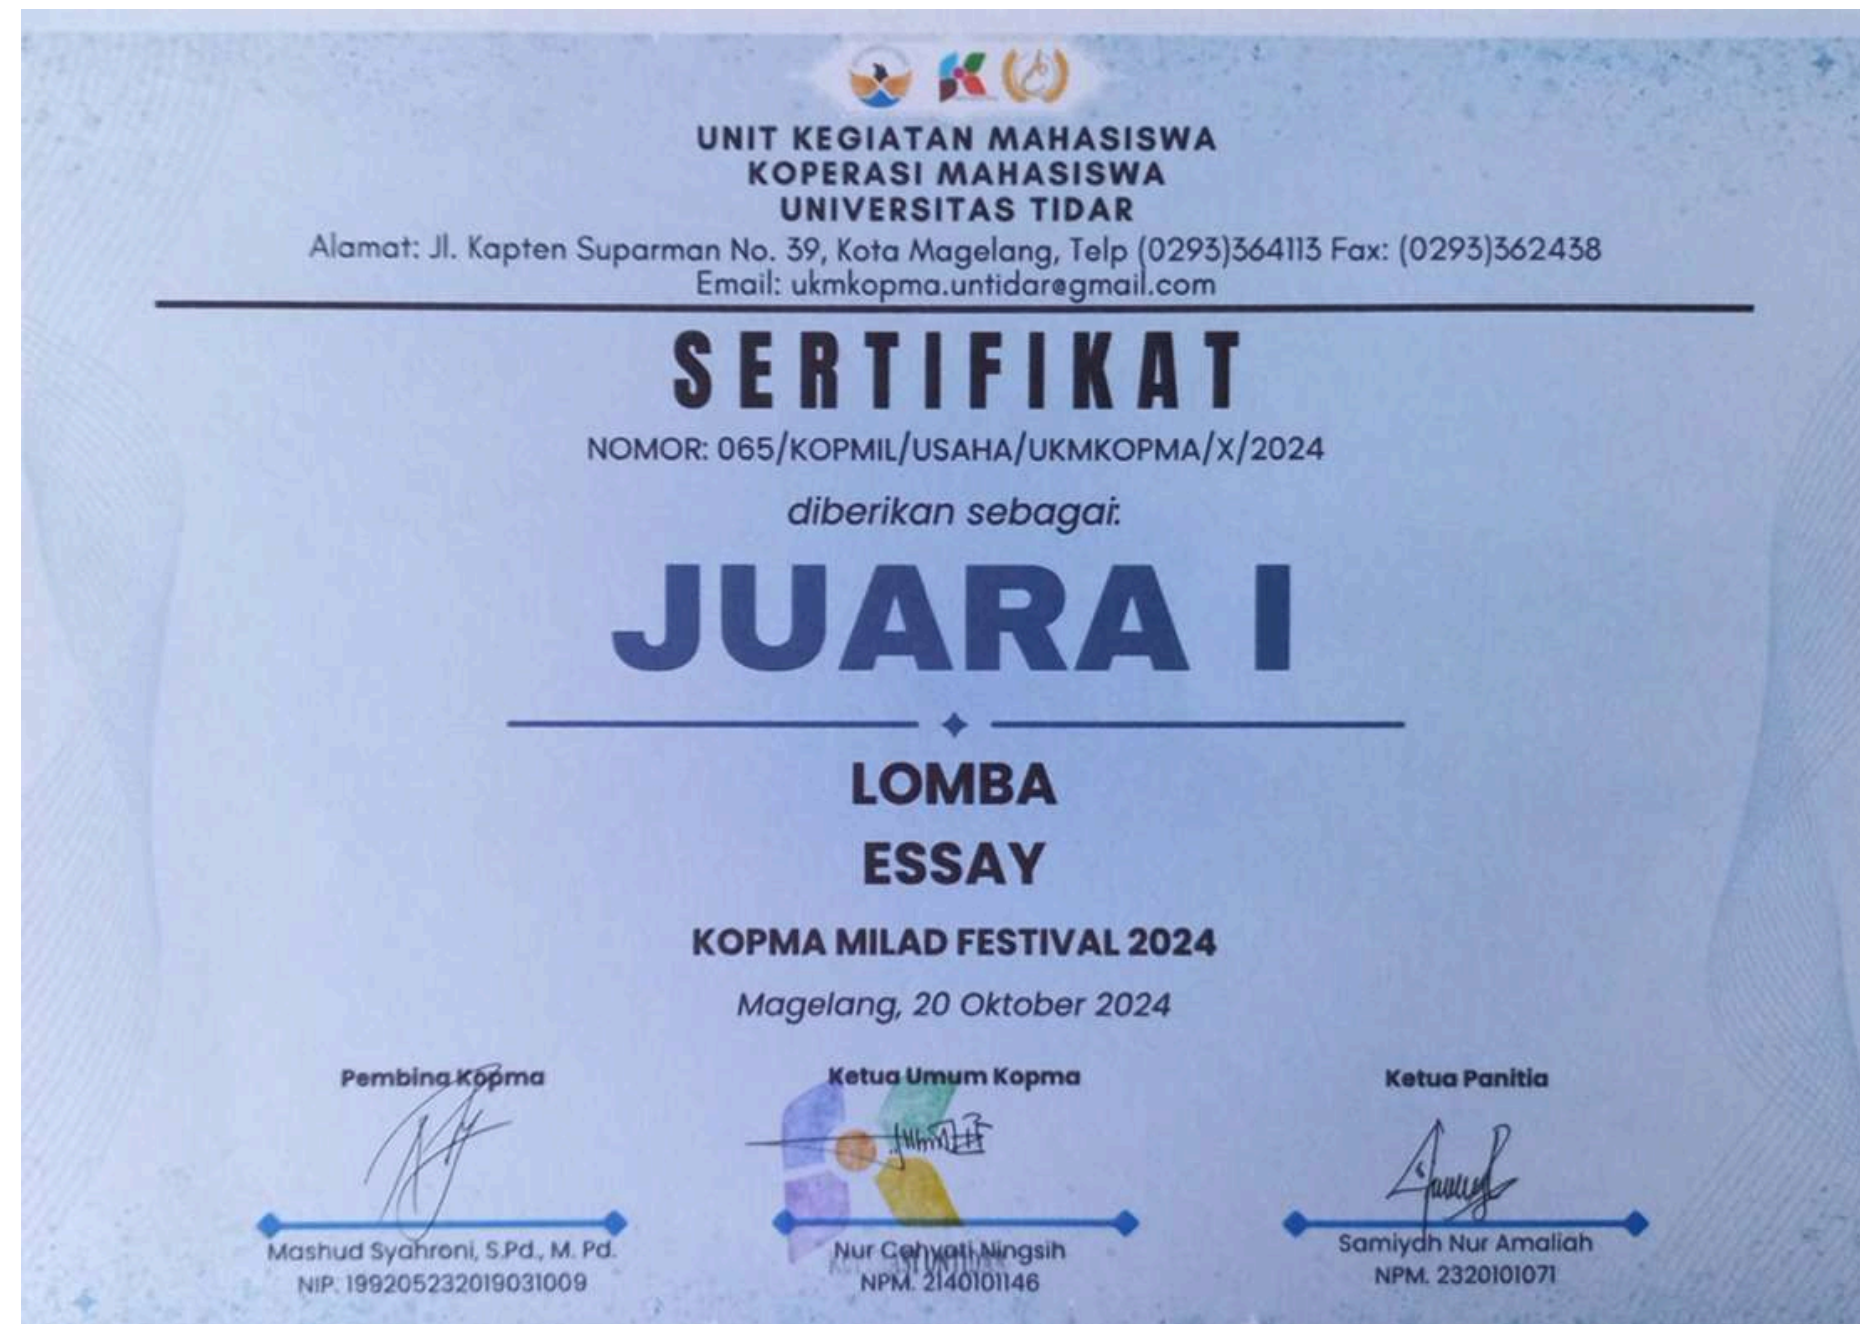 UNIT KEGIATAN MAHASISWA
KOPERASI MAHASISWA
UNIVERSITAS TIDAR
Alamat: Jl. Kapten Suparman No. 39, Kota Magelang, Telp (0293)364113 Fax: (0293)362438
Email: ukmkopma.untidar@gmail.com
SERTIFIKAT
NOMOR: 065/KOPMIL/USAHA/UKMKOPMA/X/2024
diberikan sebagai:
JUARA I
LOMBA
ESSAY
KOPMA MILAD FESTIVAL 2024
Magelang, 20 Oktober 2024
Pembina Kopma
Ketua Umum Kopma
Ketua Panitia
Mashud Syahroni, S.Pd., M. Pd.
NIP. 199205232019031009
Nur Cahyati Ningsih
NPM. 2140101146
Samiyah Nur Amaliah
NPM. 2320101071